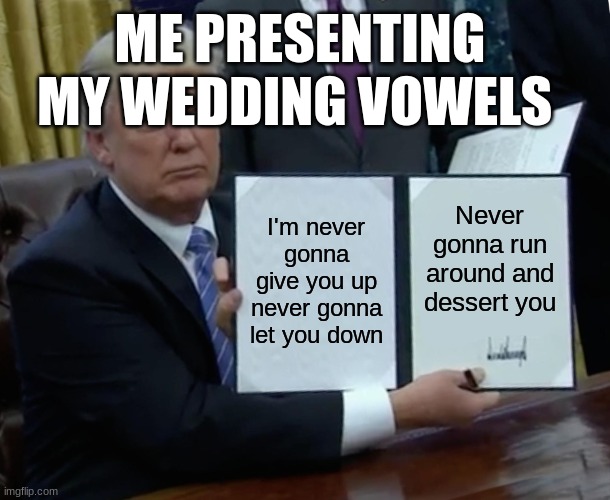 ME PRESENTING
MY WEDDING VOWELS
I'm never
gonna
give you up
never gonna
let you down
Never
gonna run
around and
dessert you
imgflip.com